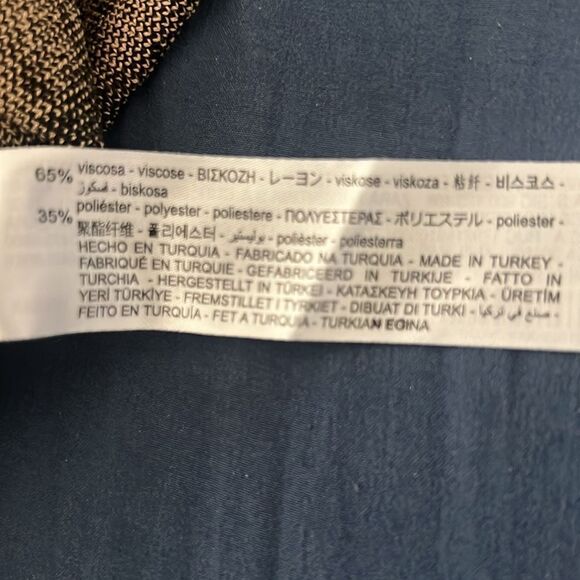 65% viscosa - viscose - ΒΙΣΚΟΖΗ - レーヨン - viskose - viskoza - 粘纤 - 비스코스 -
فسكوز - biskosa
35% poliéster - polyester - poliestere - ΠΟΛΥΕΣΤΕΡΑΣ - ポリエステル - poliester -
聚酯纤维 - 폴리에스터 - بوليستر - polièster - poliesterra
HECHO EN TURQUIA - FABRICADO NA TURQUIA - MADE IN TURKEY -
FABRIQUÉ EN TURQUIE - GEFABRICEERD IN TURKIJE - FATTO IN
TURCHIA - HERGESTELLT IN TÜRKEI - ΚΑΤΑΣΚΕΥΗ ΤΟΥΡΚΙΑ - ÜRETİM
YERİ TÜRKİYE - FREMSTILLET I TYRKIET - DIBUAT DI TURKI - صنع في تركيا -
FEITO EN TURQUÍA - FET A TURQUIA - TURKIAN EGINA